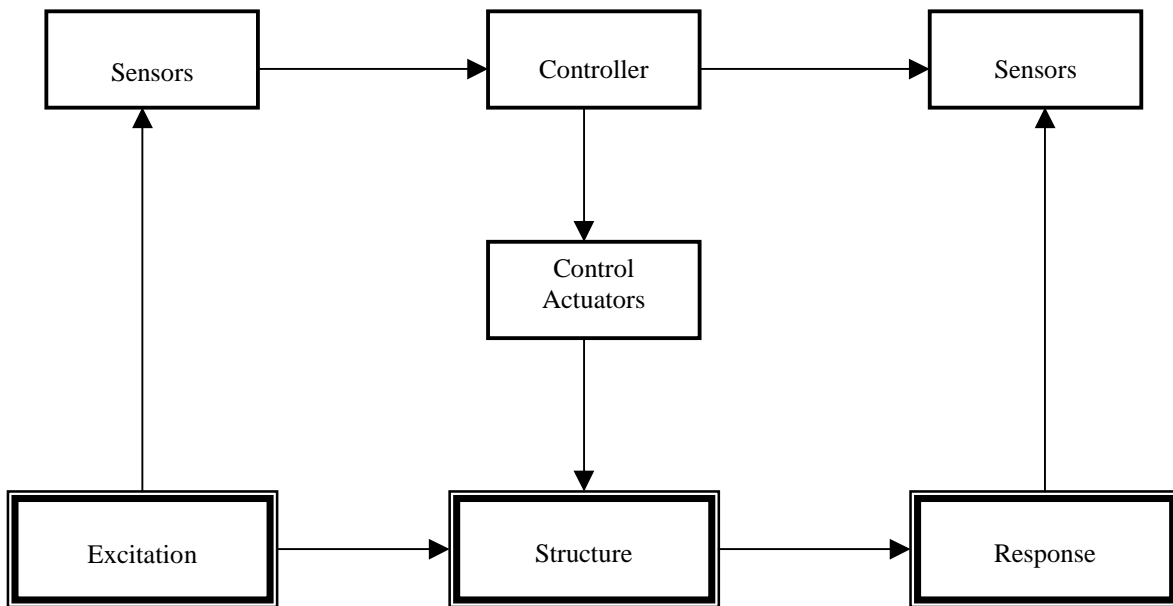 Sensors
Controller
Sensors
Control
Actuators
Excitation
Structure
Response